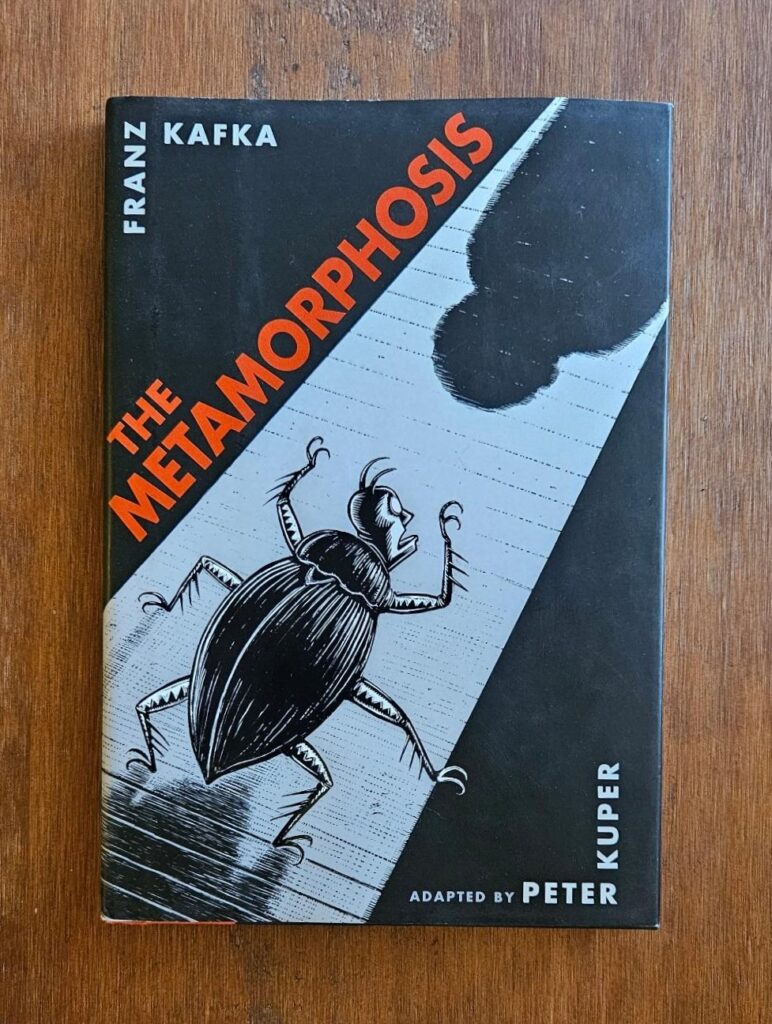 FRANZ KAFKA
THE
METAMORPHOSIS
ADAPTED BY PETER KUPER